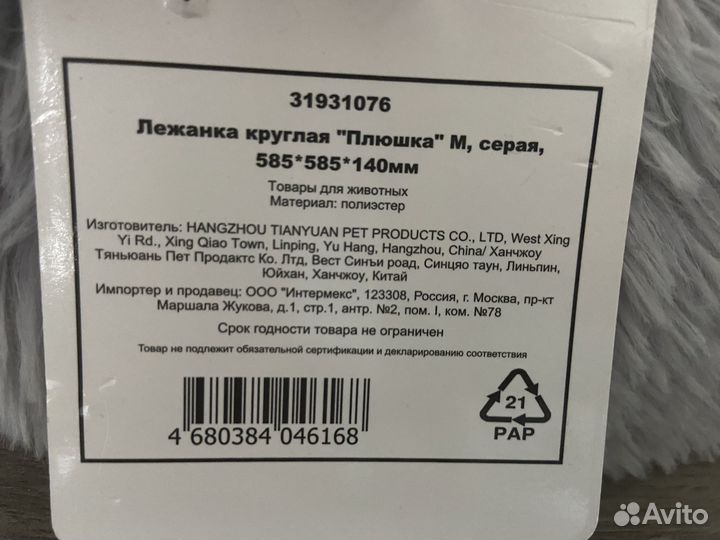 31931076
Лежанка круглая "Плюшка" М, серая,
585*585*140мм
Товары для животных
Материал: полиэстер
Изготовитель: HANGZHOU TIANYUAN PET PRODUCTS CO., LTD, West Xing
Yi Rd., Xing Qiao Town, Linping, Yu Hang, Hangzhou, China/ Ханчжоу
Тяньюань Пет Продактс Ко. Лтд, Вест Синъи роад, Синцяо таун, Линьпин,
Юйхан, Ханчжоу, Китай
Импортер и продавец: ООО "Интермекс", 123308, Россия, г. Москва, пр-кт
Маршала Жукова, д.1, стр.1, антр. №2, пом. I, ком. №78
Срок годности товара не ограничен
Товар не подлежит обязательной сертификации и декларированию соответствия
4 680384 046168
21
PAP
Avito